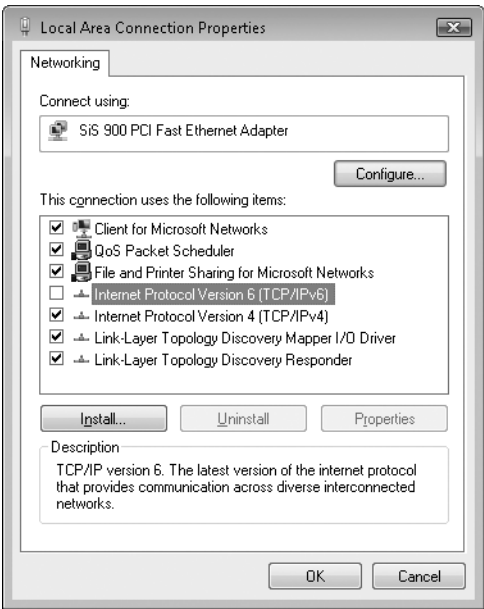 Local Area Connection Properties
Networking
Connect using:
SiS 900 PCI Fast Ethernet Adapter
Configure...
This connection uses the following items:
Client for Microsoft Networks
QoS Packet Scheduler
File and Printer Sharing for Microsoft Networks
Internet Protocol Version 6 (TCP/IPv6)
Internet Protocol Version 4 (TCP/IPv4)
Link-Layer Topology Discovery Mapper I/O Driver
Link-Layer Topology Discovery Responder
Install... Uninstall Properties
Description
TCP/IP version 6. The latest version of the internet protocol
that provides communication across diverse interconnected
networks.
OK Cancel